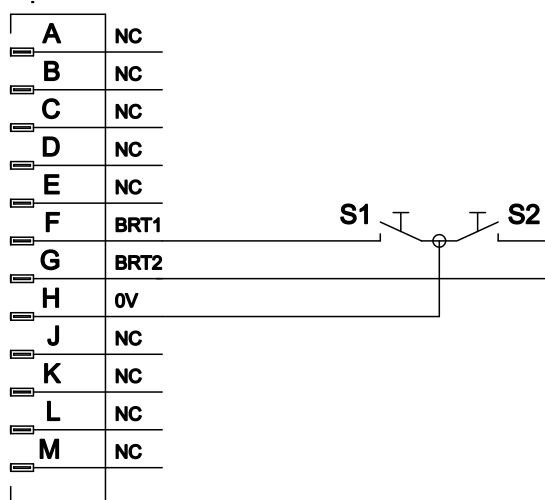 A NC
B NC
C NC
D NC
E NC
F BRT1 S1 S2
G BRT2
H 0V
J NC
K NC
L NC
M NC